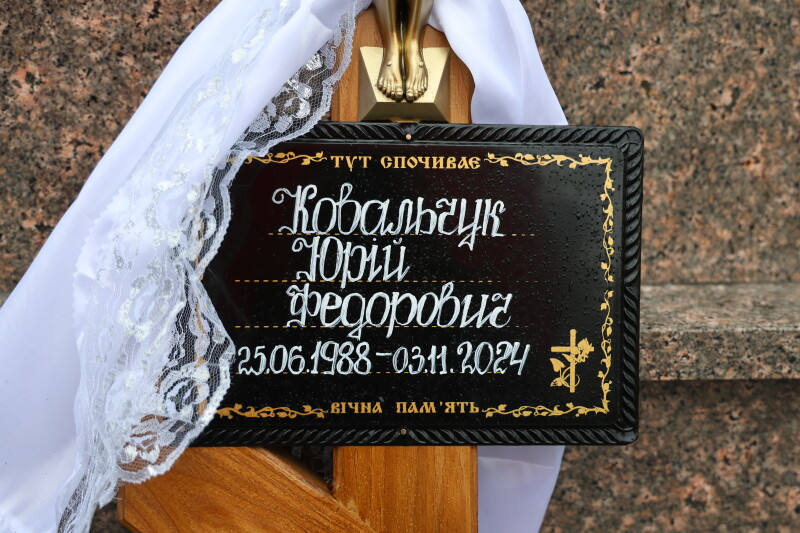 ТУТ СПОЧИВАЄ
Ковальчук
Юрій
Федорович
25.06.1988 – 03.11.2024
ВІЧНА ПАМ'ЯТЬ